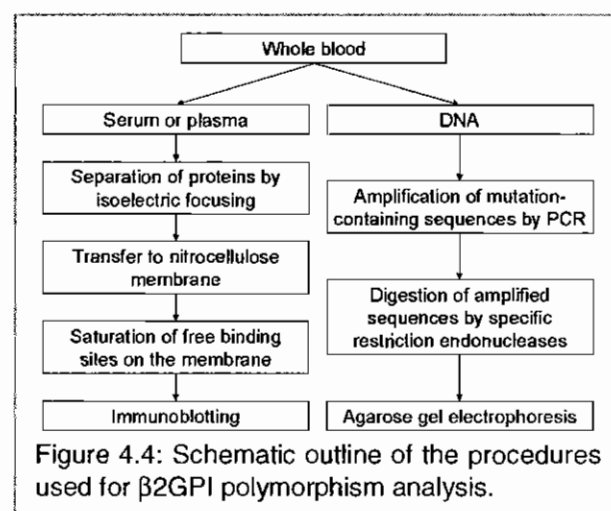 Whole blood
Serum or plasma
Separation of proteins by
isoelectric focusing
Transfer to nitrocellulose
membrane
Saturation of free binding
sites on the membrane
Immunoblotting
DNA
Amplification of mutation-
containing sequences by PCR
Digestion of amplified
sequences by specific
restriction endonucleases
Agarose gel electrophoresis
Figure 4.4: Schematic outline of the procedures
used for β2GPI polymorphism analysis.